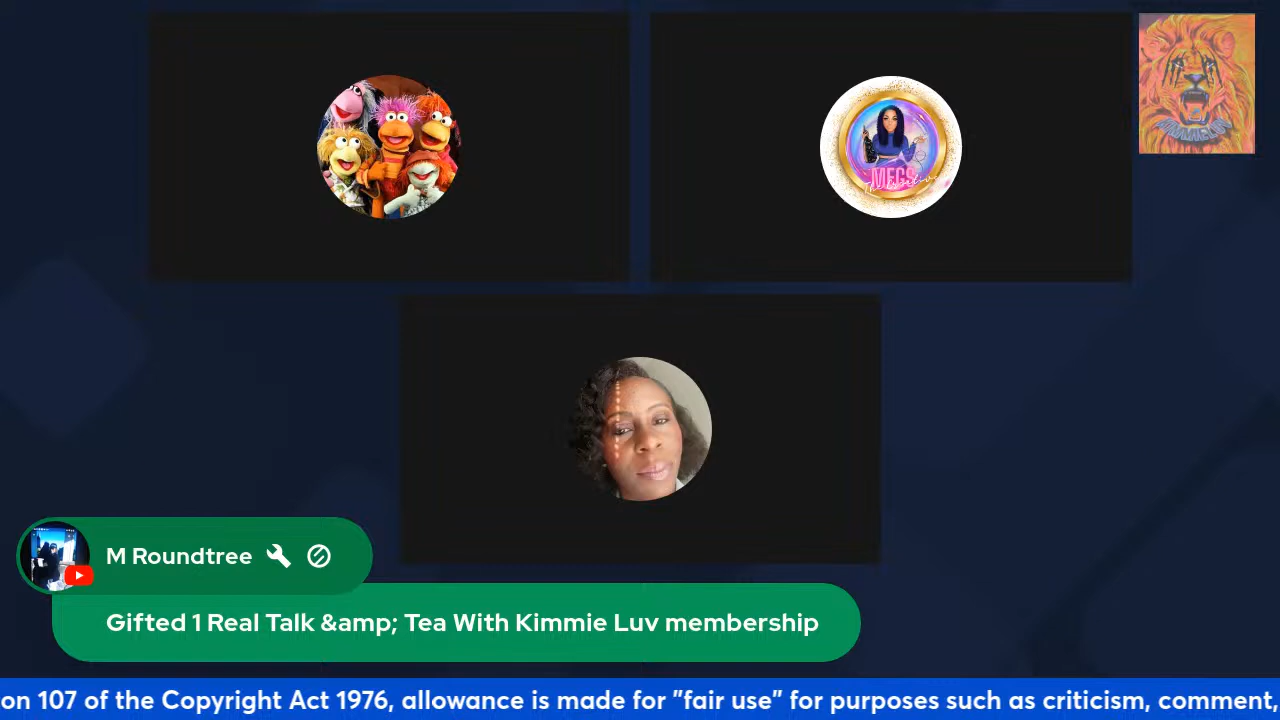 MEGS
M Roundtree
Gifted 1 Real Talk &amp; Tea With Kimmie Luv membership
on 107 of the Copyright Act 1976, allowance is made for "fair use" for purposes such as criticism, comment,